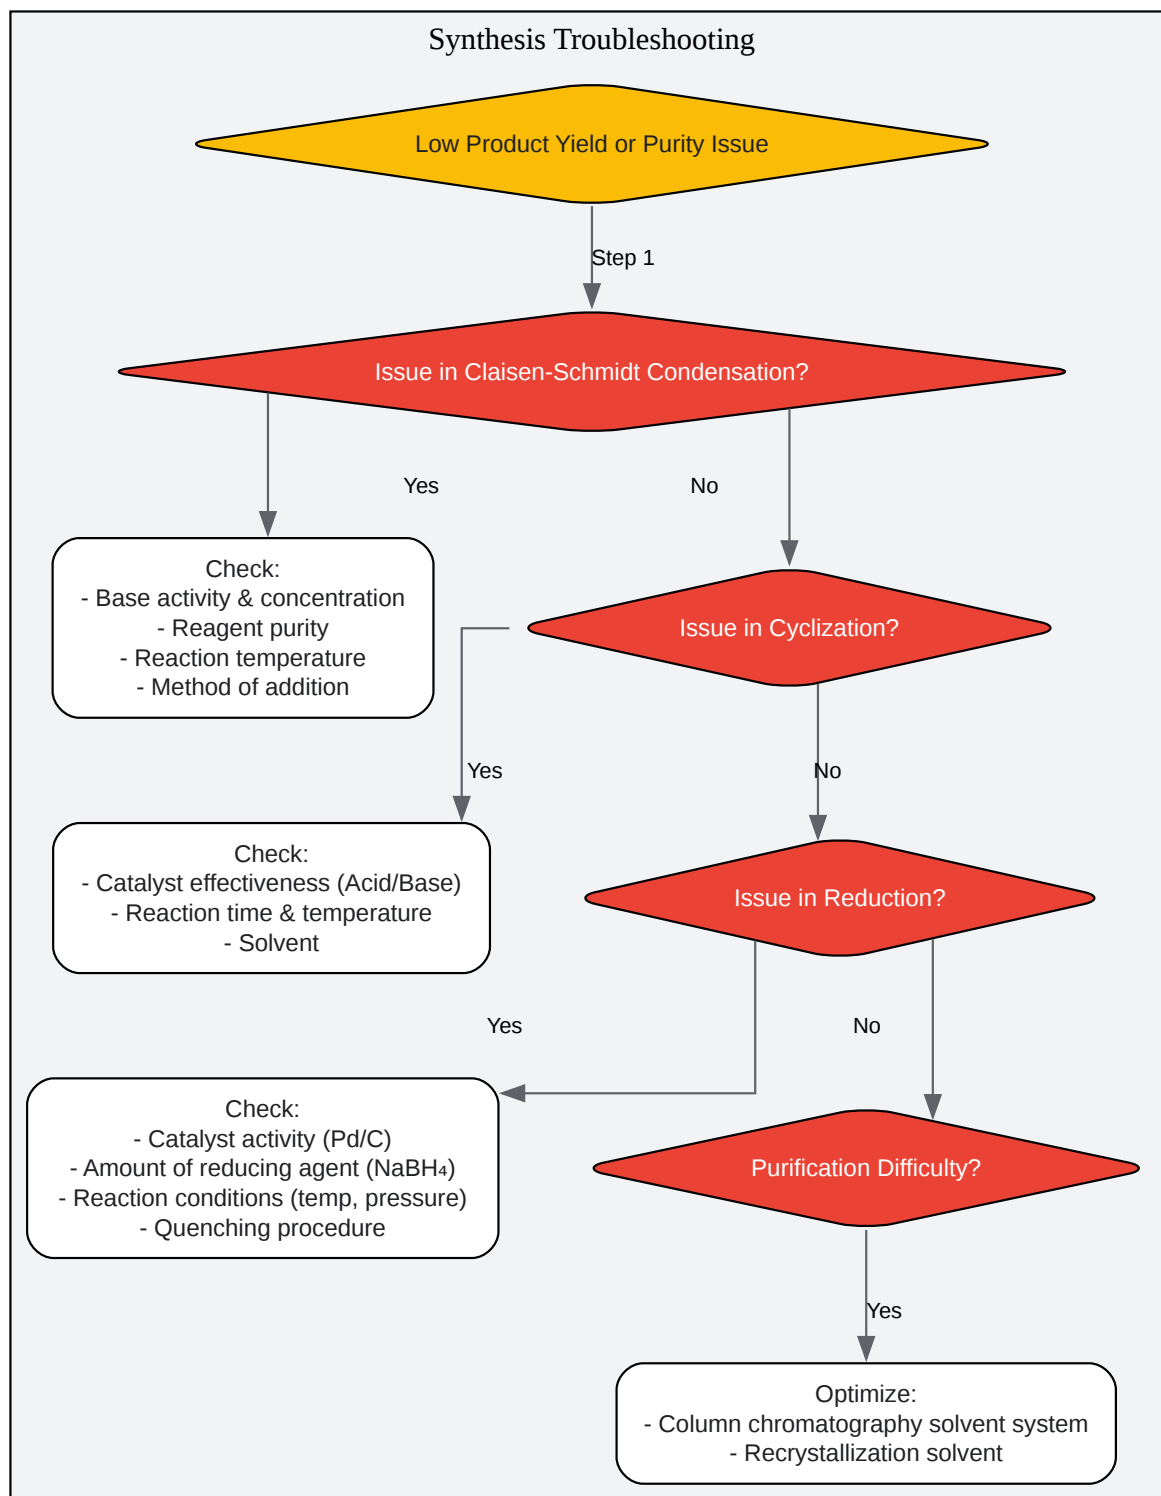 Synthesis Troubleshooting
Low Product Yield or Purity Issue
Step 1
Issue in Claisen-Schmidt Condensation?
Yes
No
Check:
- Base activity & concentration
- Reagent purity
- Reaction temperature
- Method of addition
Issue in Cyclization?
Yes
No
Check:
- Catalyst effectiveness (Acid/Base)
- Reaction time & temperature
- Solvent
Issue in Reduction?
Yes
No
Check:
- Catalyst activity (Pd/C)
- Amount of reducing agent (NaBH₄)
- Reaction conditions (temp, pressure)
- Quenching procedure
Purification Difficulty?
Yes
Optimize:
- Column chromatography solvent system
- Recrystallization solvent